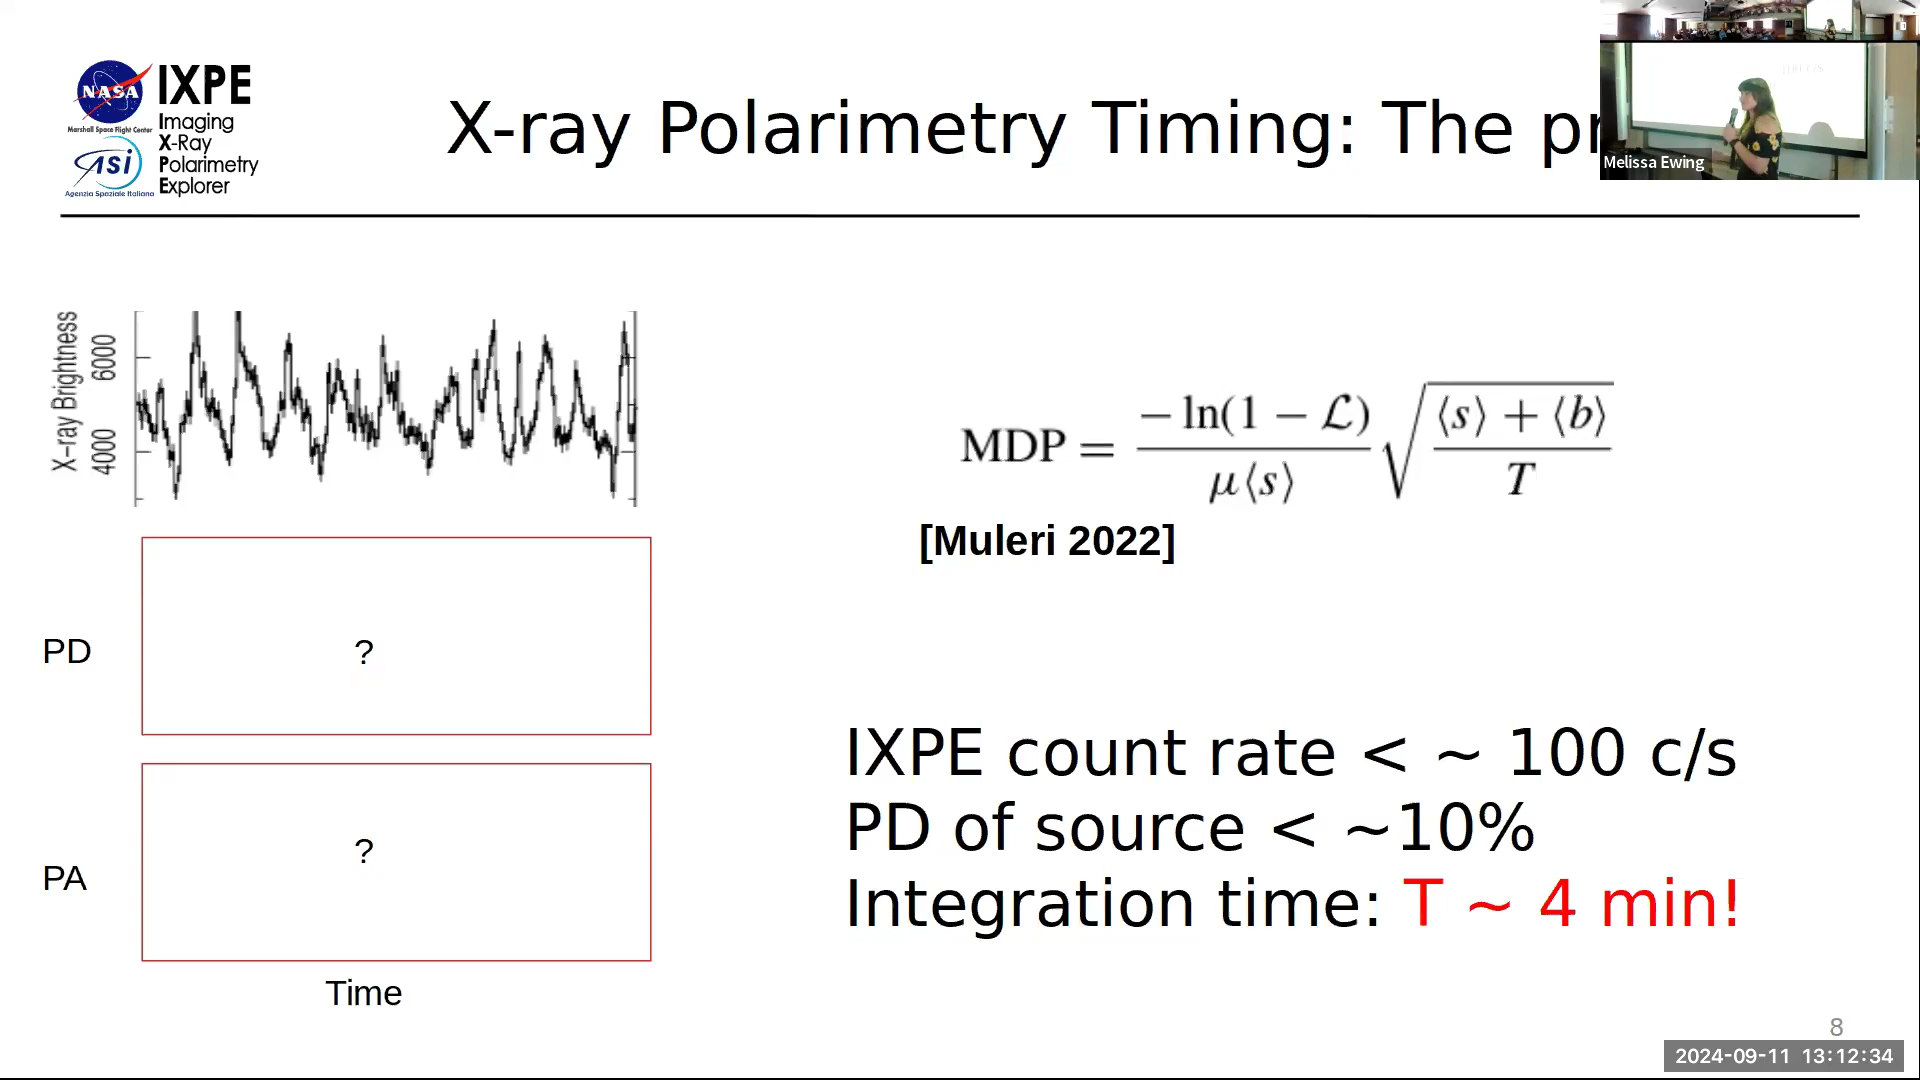 NASA
Marshall Space Flight Center
asi
Agenzia Spaziale Italiana
IXPE
Imaging
X-Ray
Polarimetry
Explorer
X-ray Polarimetry Timing: The pr
Melissa Ewing
X-ray Brightness
6000
4000
MDP = − ln(1 − ℒ) / μ⟨s⟩ √ ⟨s⟩ + ⟨b⟩ / T
[Muleri 2022]
PD
?
PA
?
Time
IXPE count rate < ~ 100 c/s
PD of source < ~10%
Integration time: T ~ 4 min!
8
2024-09-11 13:12:34